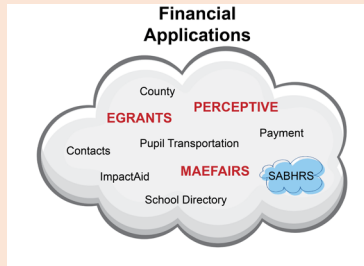 Financial
Applications
County
PERCEPTIVE
EGRANTS
Payment
Pupil Transportation
Contacts
MAEFAIRS
ImpactAid
SABHRS
School Directory